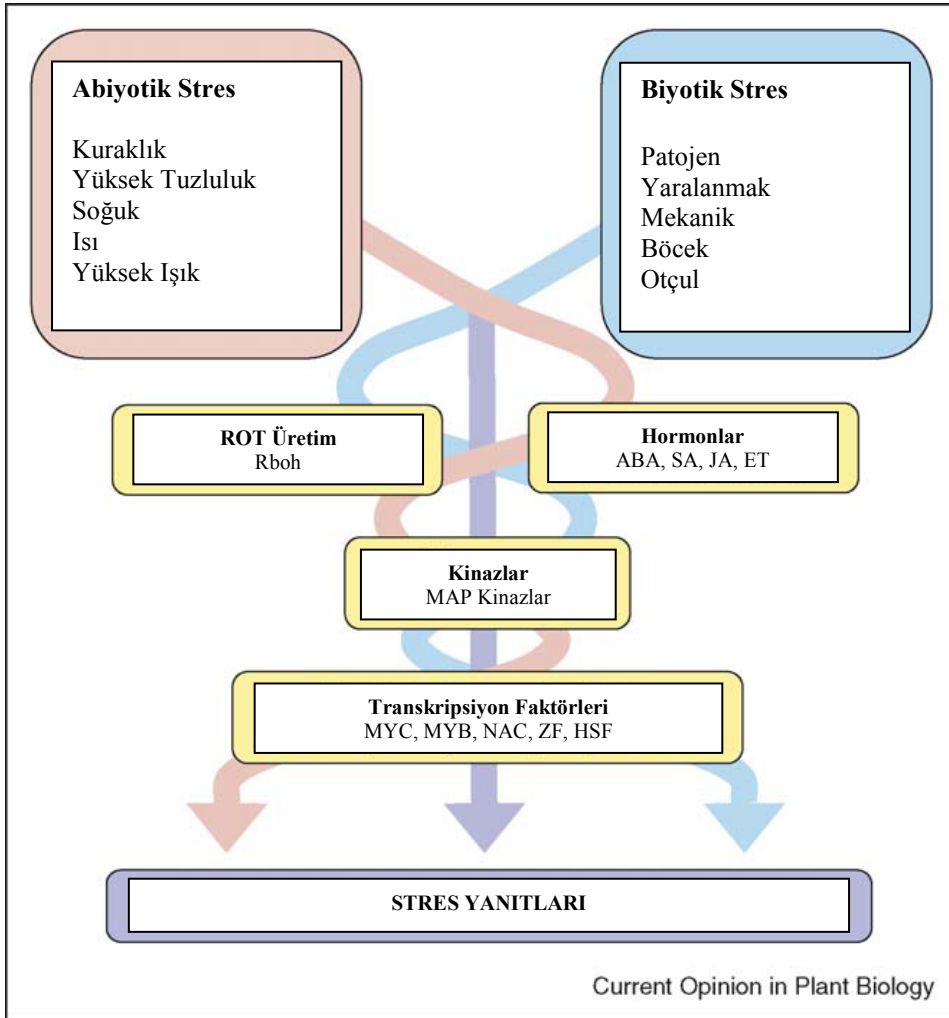 Abiyotik Stres
Kuraklık
Yüksek Tuzluluk
Soğuk
Isı
Yüksek Işık
Biyotik Stres
Patojen
Yaralanmak
Mekanik
Böcek
Otçul
ROT Üretim
Rboh
Hormonlar
ABA, SA, JA, ET
Kinazlar
MAP Kinazlar
Transkripsiyon Faktörleri
MYC, MYB, NAC, ZF, HSF
STRES YANITLARI
Current Opinion in Plant Biology